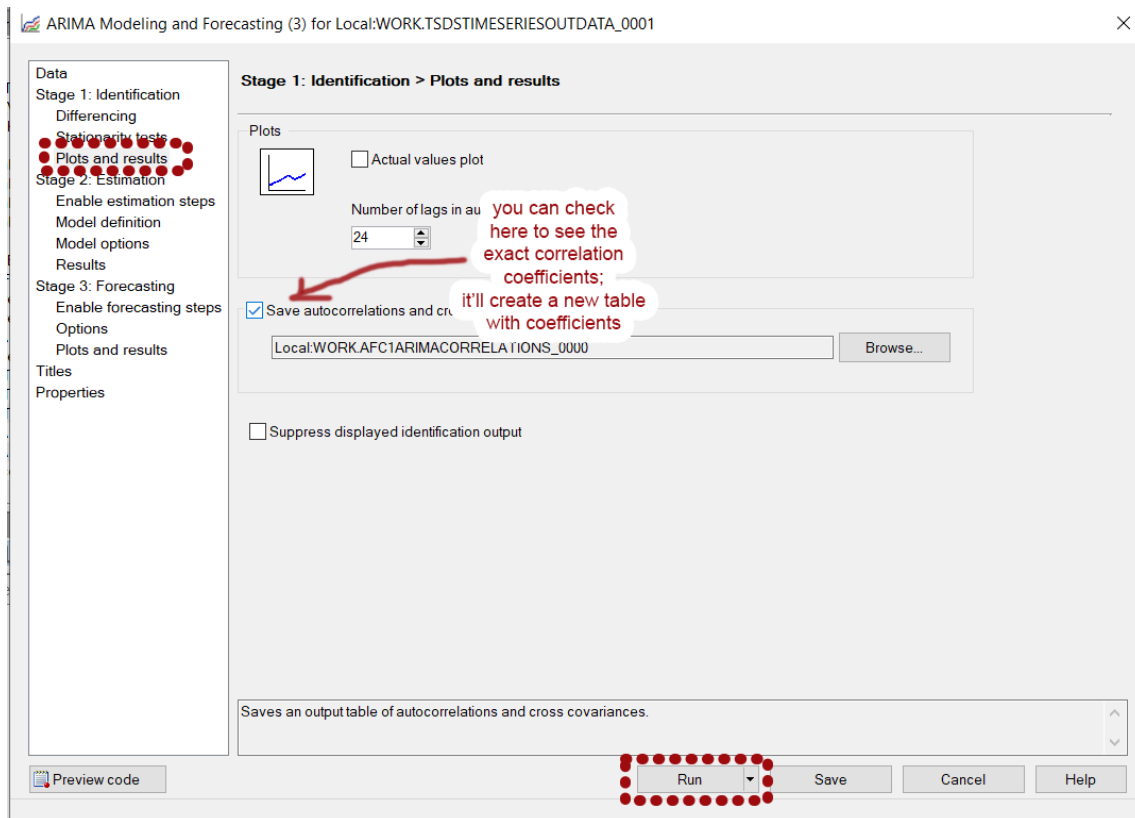 ARIMA Modeling and Forecasting (3) for Local:WORK.TSDSTIMESERIESOUTDATA_0001
Data
Stage 1: Identification
Differencing
Stationarity tests
Plots and results
Stage 2: Estimation
Enable estimation steps
Model definition
Model options
Results
Stage 3: Forecasting
Enable forecasting steps
Options
Plots and results
Titles
Properties
Stage 1: Identification > Plots and results
Plots
Actual values plot
Number of lags in
24
you can check
here to see the
exact correlation
coefficients;
it'll create a new table
with coefficients
Save autocorrelations and
Local:WORK.AFC1ARIMACORRELATIONS_0000
Browse...
Suppress displayed identification output
Saves an output table of autocorrelations and cross covariances.
Preview code
Run
Save
Cancel
Help